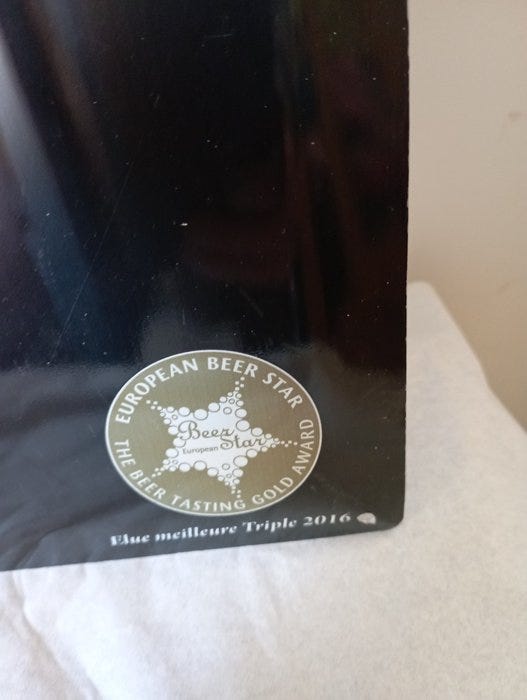 EUROPEAN BEER STAR
Beer
European Star
THE BEER TASTING GOLD AWARD
Elue meilleure Triple 2016